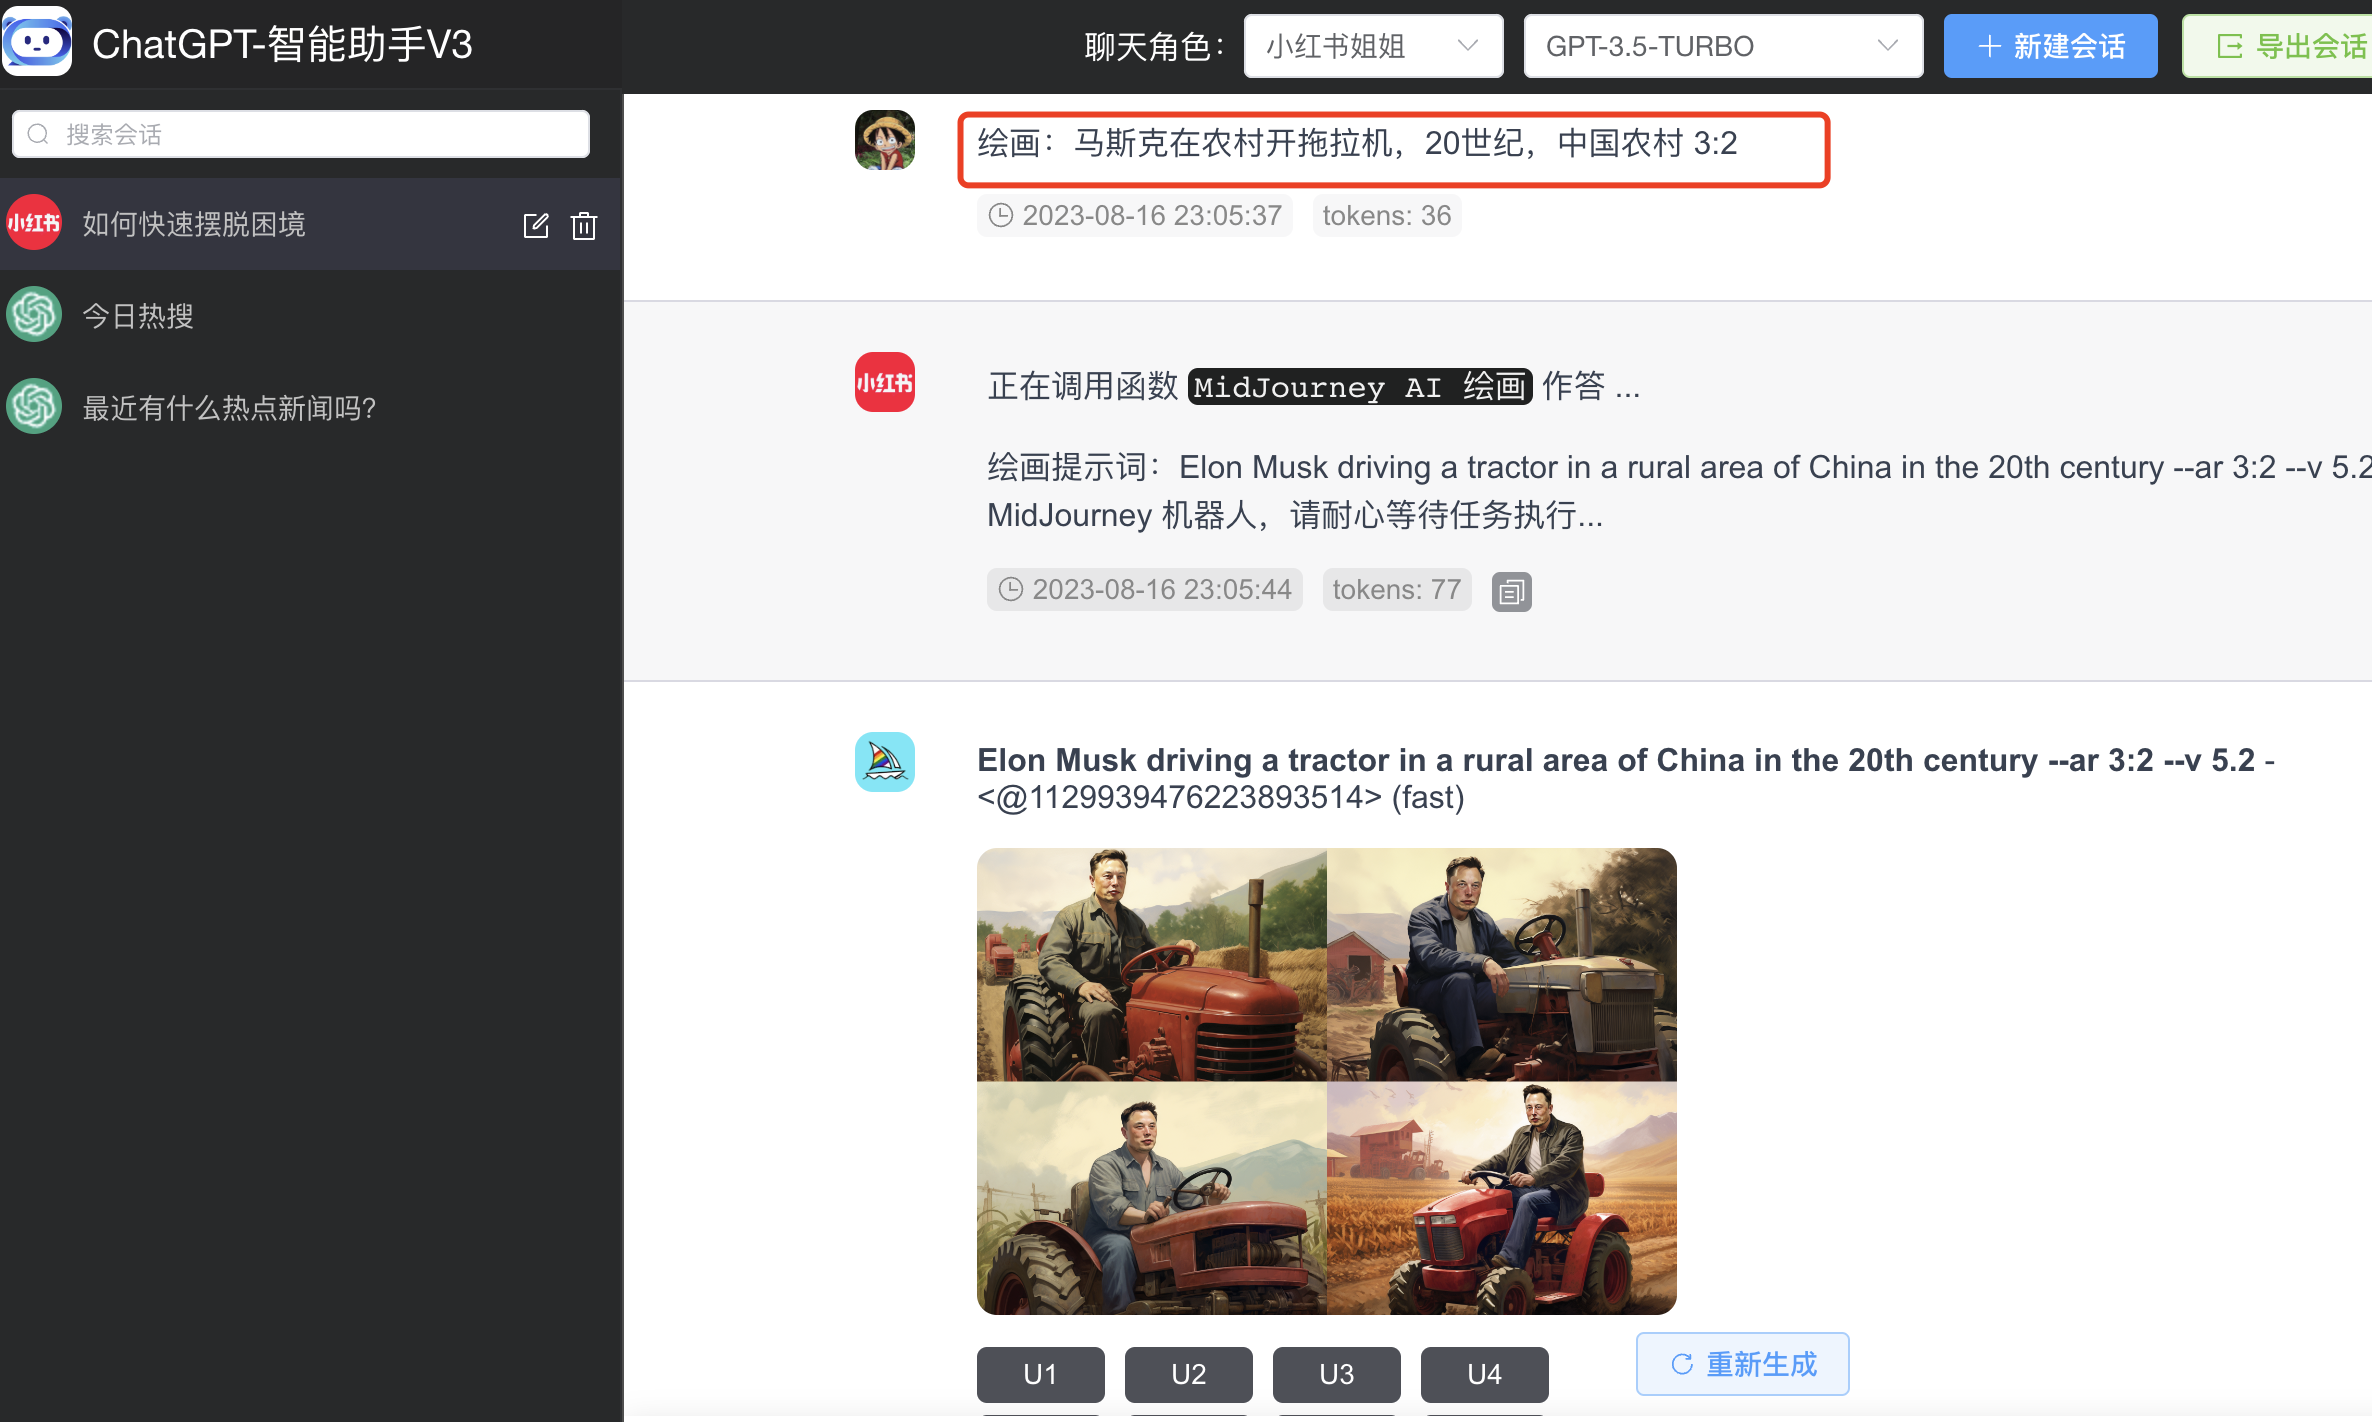 ChatGPT-智能助手V3
聊天角色：
小红书姐姐
GPT-3.5-TURBO
新建会话
导出会话
搜索会话
小红书
如何快速摆脱困境
今日热搜
最近有什么热点新闻吗？
绘画：马斯克在农村开拖拉机，20世纪，中国农村 3:2
2023-08-16 23:05:37
tokens: 36
小红书
正在调用函数 MidJourney AI 绘画 作答 ...
绘画提示词：Elon Musk driving a tractor in a rural area of China in the 20th century --ar 3:2 --v 5.2
MidJourney 机器人，请耐心等待任务执行...
2023-08-16 23:05:44
tokens: 77
Elon Musk driving a tractor in a rural area of China in the 20th century --ar 3:2 --v 5.2 -
<@1129939476223893514> (fast)
U1
U2
U3
U4
重新生成